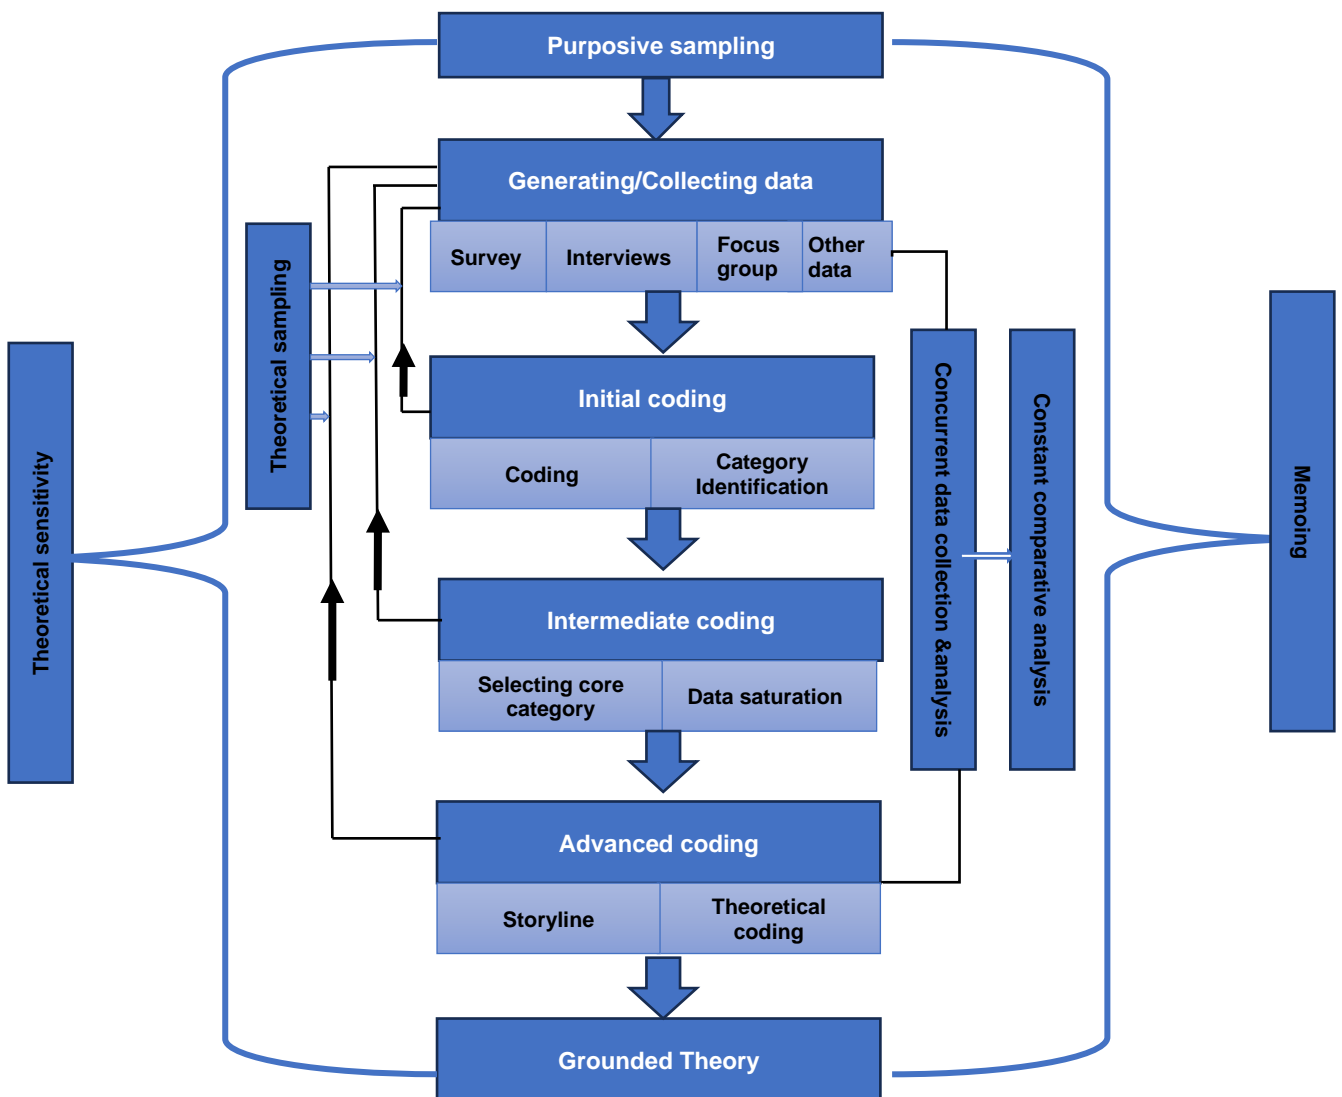 Purposive sampling
Generating/Collecting data
Survey
Interviews
Focus
group
Other
data
Theoretical sampling
Initial coding
Coding
Category
Identification
Theoretical sensitivity
Intermediate coding
Selecting core
category
Data saturation
Concurrent data collection &analysis
Constant comparative analysis
Memoing
Advanced coding
Storyline
Theoretical
coding
Grounded Theory